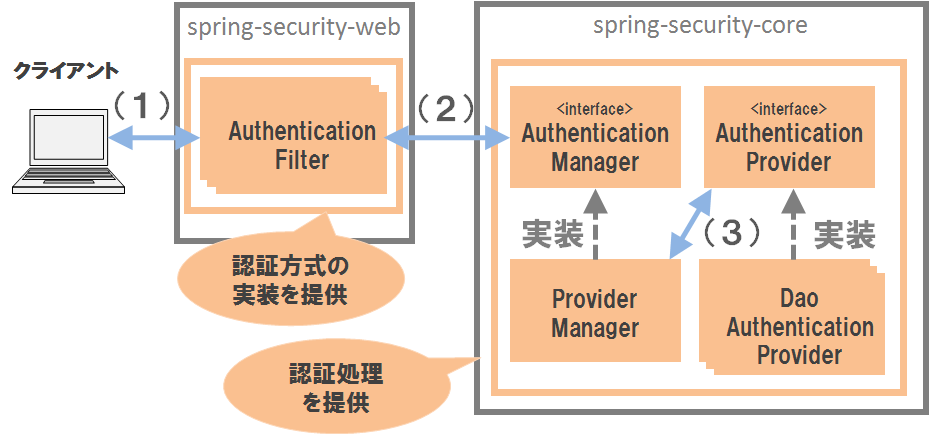 spring-security-web
spring-security-core
クライアント
(1)
(2)
Authentication
Filter
<interface>
Authentication
Manager
<interface>
Authentication
Provider
実装
(3)
実装
認証方式の
実装を提供
Provider
Manager
Dao
Authentication
Provider
認証処理
を提供